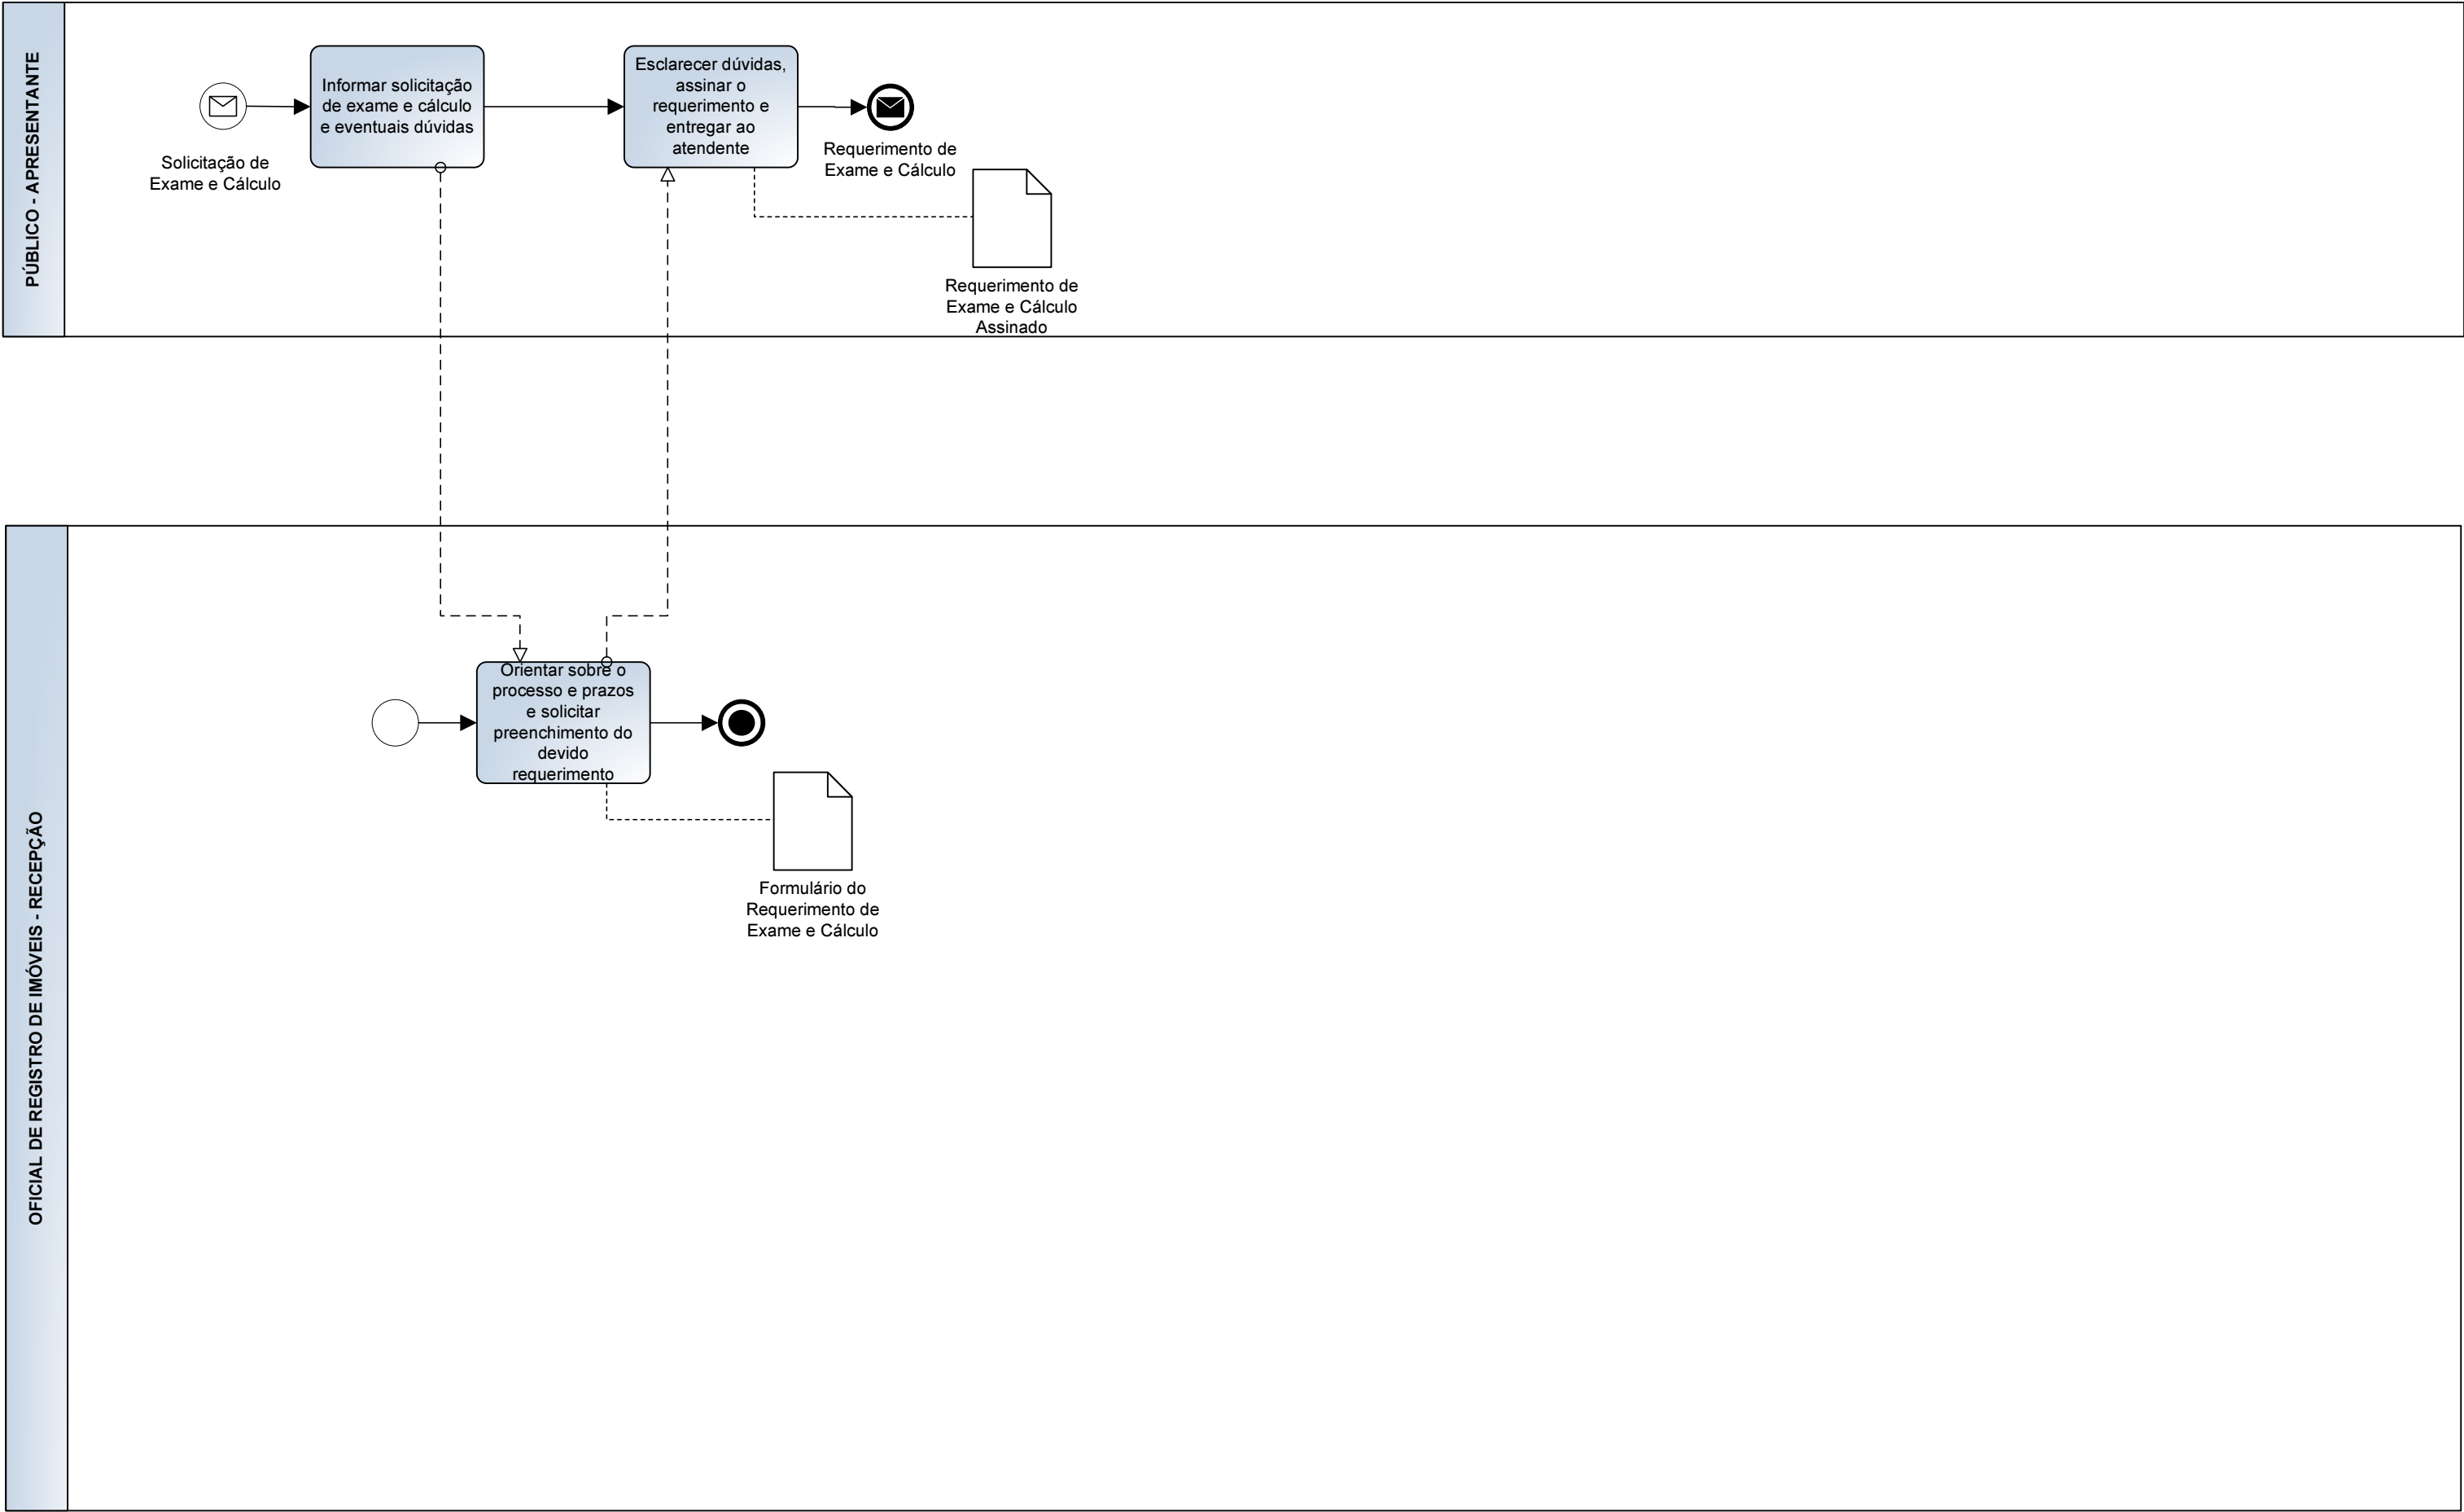 PÚBLICO - APRESENTANTE
Solicitação de
Exame e Cálculo
Informar solicitação
de exame e cálculo
e eventuais dúvidas
Esclarecer dúvidas,
assinar o
requerimento e
entregar ao
atendente
Requerimento de
Exame e Cálculo
Requerimento de
Exame e Cálculo
Assinado
OFICIAL DE REGISTRO DE IMÓVEIS - RECEPÇÃO
Orientar sobre o
processo e prazos
e solicitar
preenchimento do
devido
requerimento
Formulário do
Requerimento de
Exame e Cálculo